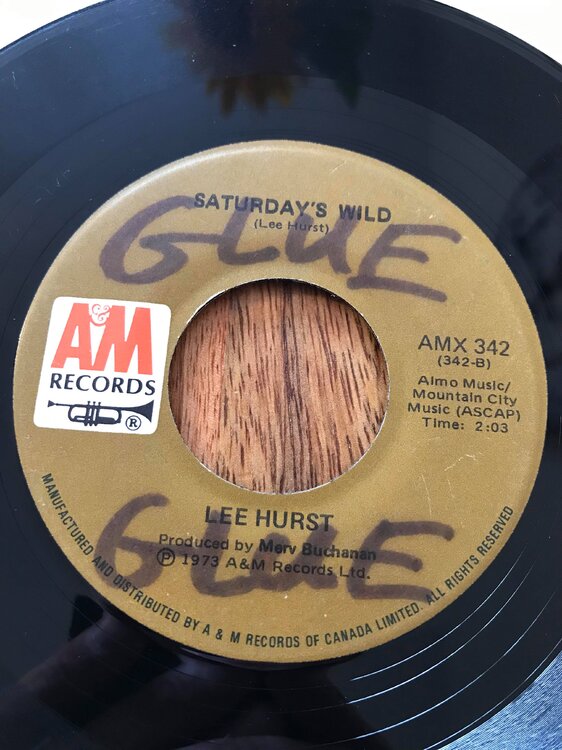 SATURDAY'S WILD
(Lee Hurst)
GLUE
A&M
RECORDS
®
AMX 342
(342-B)
Almo Music/
Mountain City
Music (ASCAP)
Time: 2:03
LEE HURST
Produced by Merv Buchanan
℗ 1973 A&M Records Ltd.
GLUE
MANUFACTURED AND DISTRIBUTED BY A & M RECORDS OF CANADA LIMITED. ALL RIGHTS RESERVED